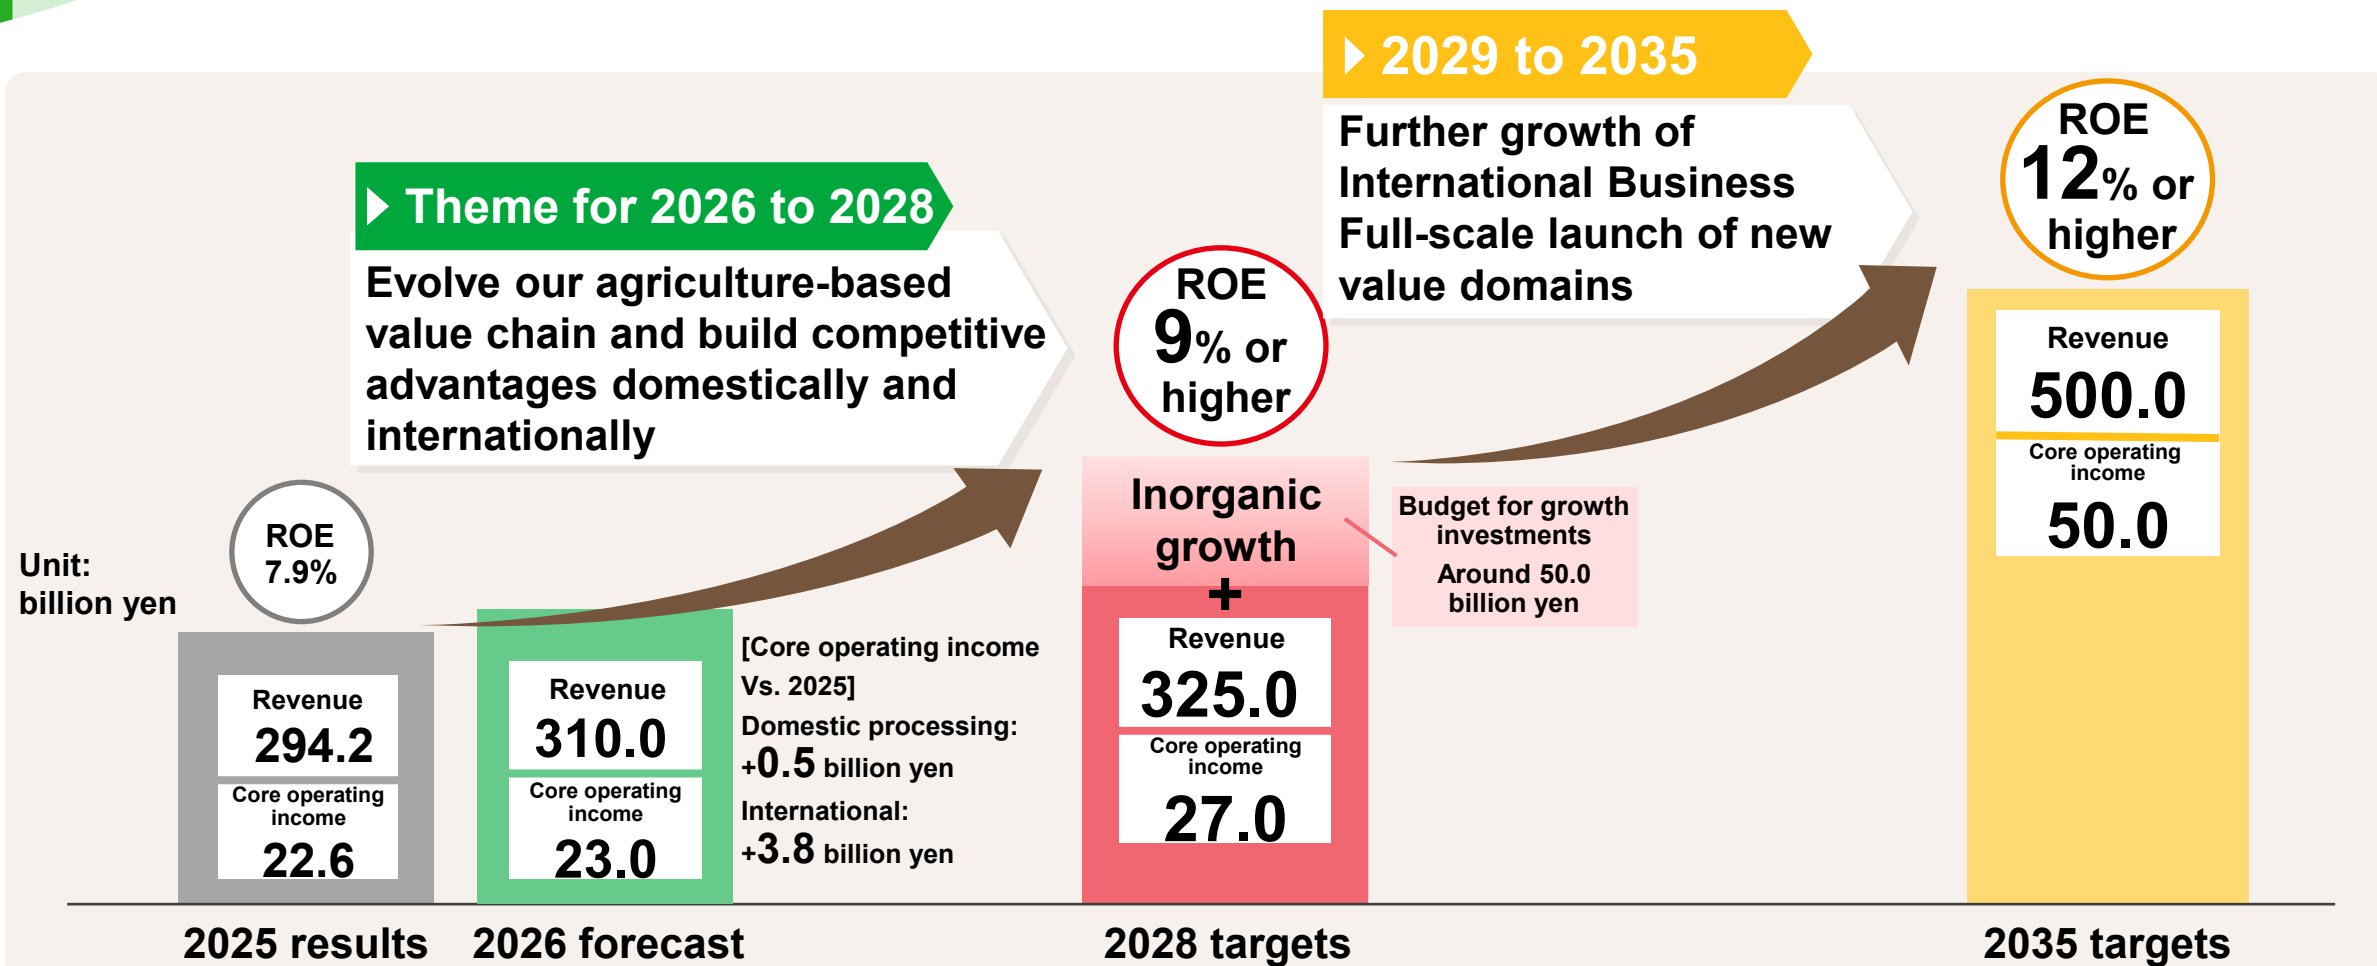 2029 to 2035
Further growth of
International Business
Full-scale launch of new
value domains
ROE
12% or
higher
Theme for 2026 to 2028
Evolve our agriculture-based
value chain and build competitive
advantages domestically and
internationally
ROE
9% or
higher
ROE
7.9%
Unit:
billion yen
Revenue
294.2
Core operating
income
22.6
Revenue
310.0
Core operating
income
23.0
[Core operating income
Vs. 2025]
Domestic processing:
+0.5 billion yen
International:
+3.8 billion yen
Inorganic
growth
+
Revenue
325.0
Core operating
income
27.0
Budget for growth
investments
Around 50.0
billion yen
Revenue
500.0
Core operating
income
50.0
2025 results
2026 forecast
2028 targets
2035 targets